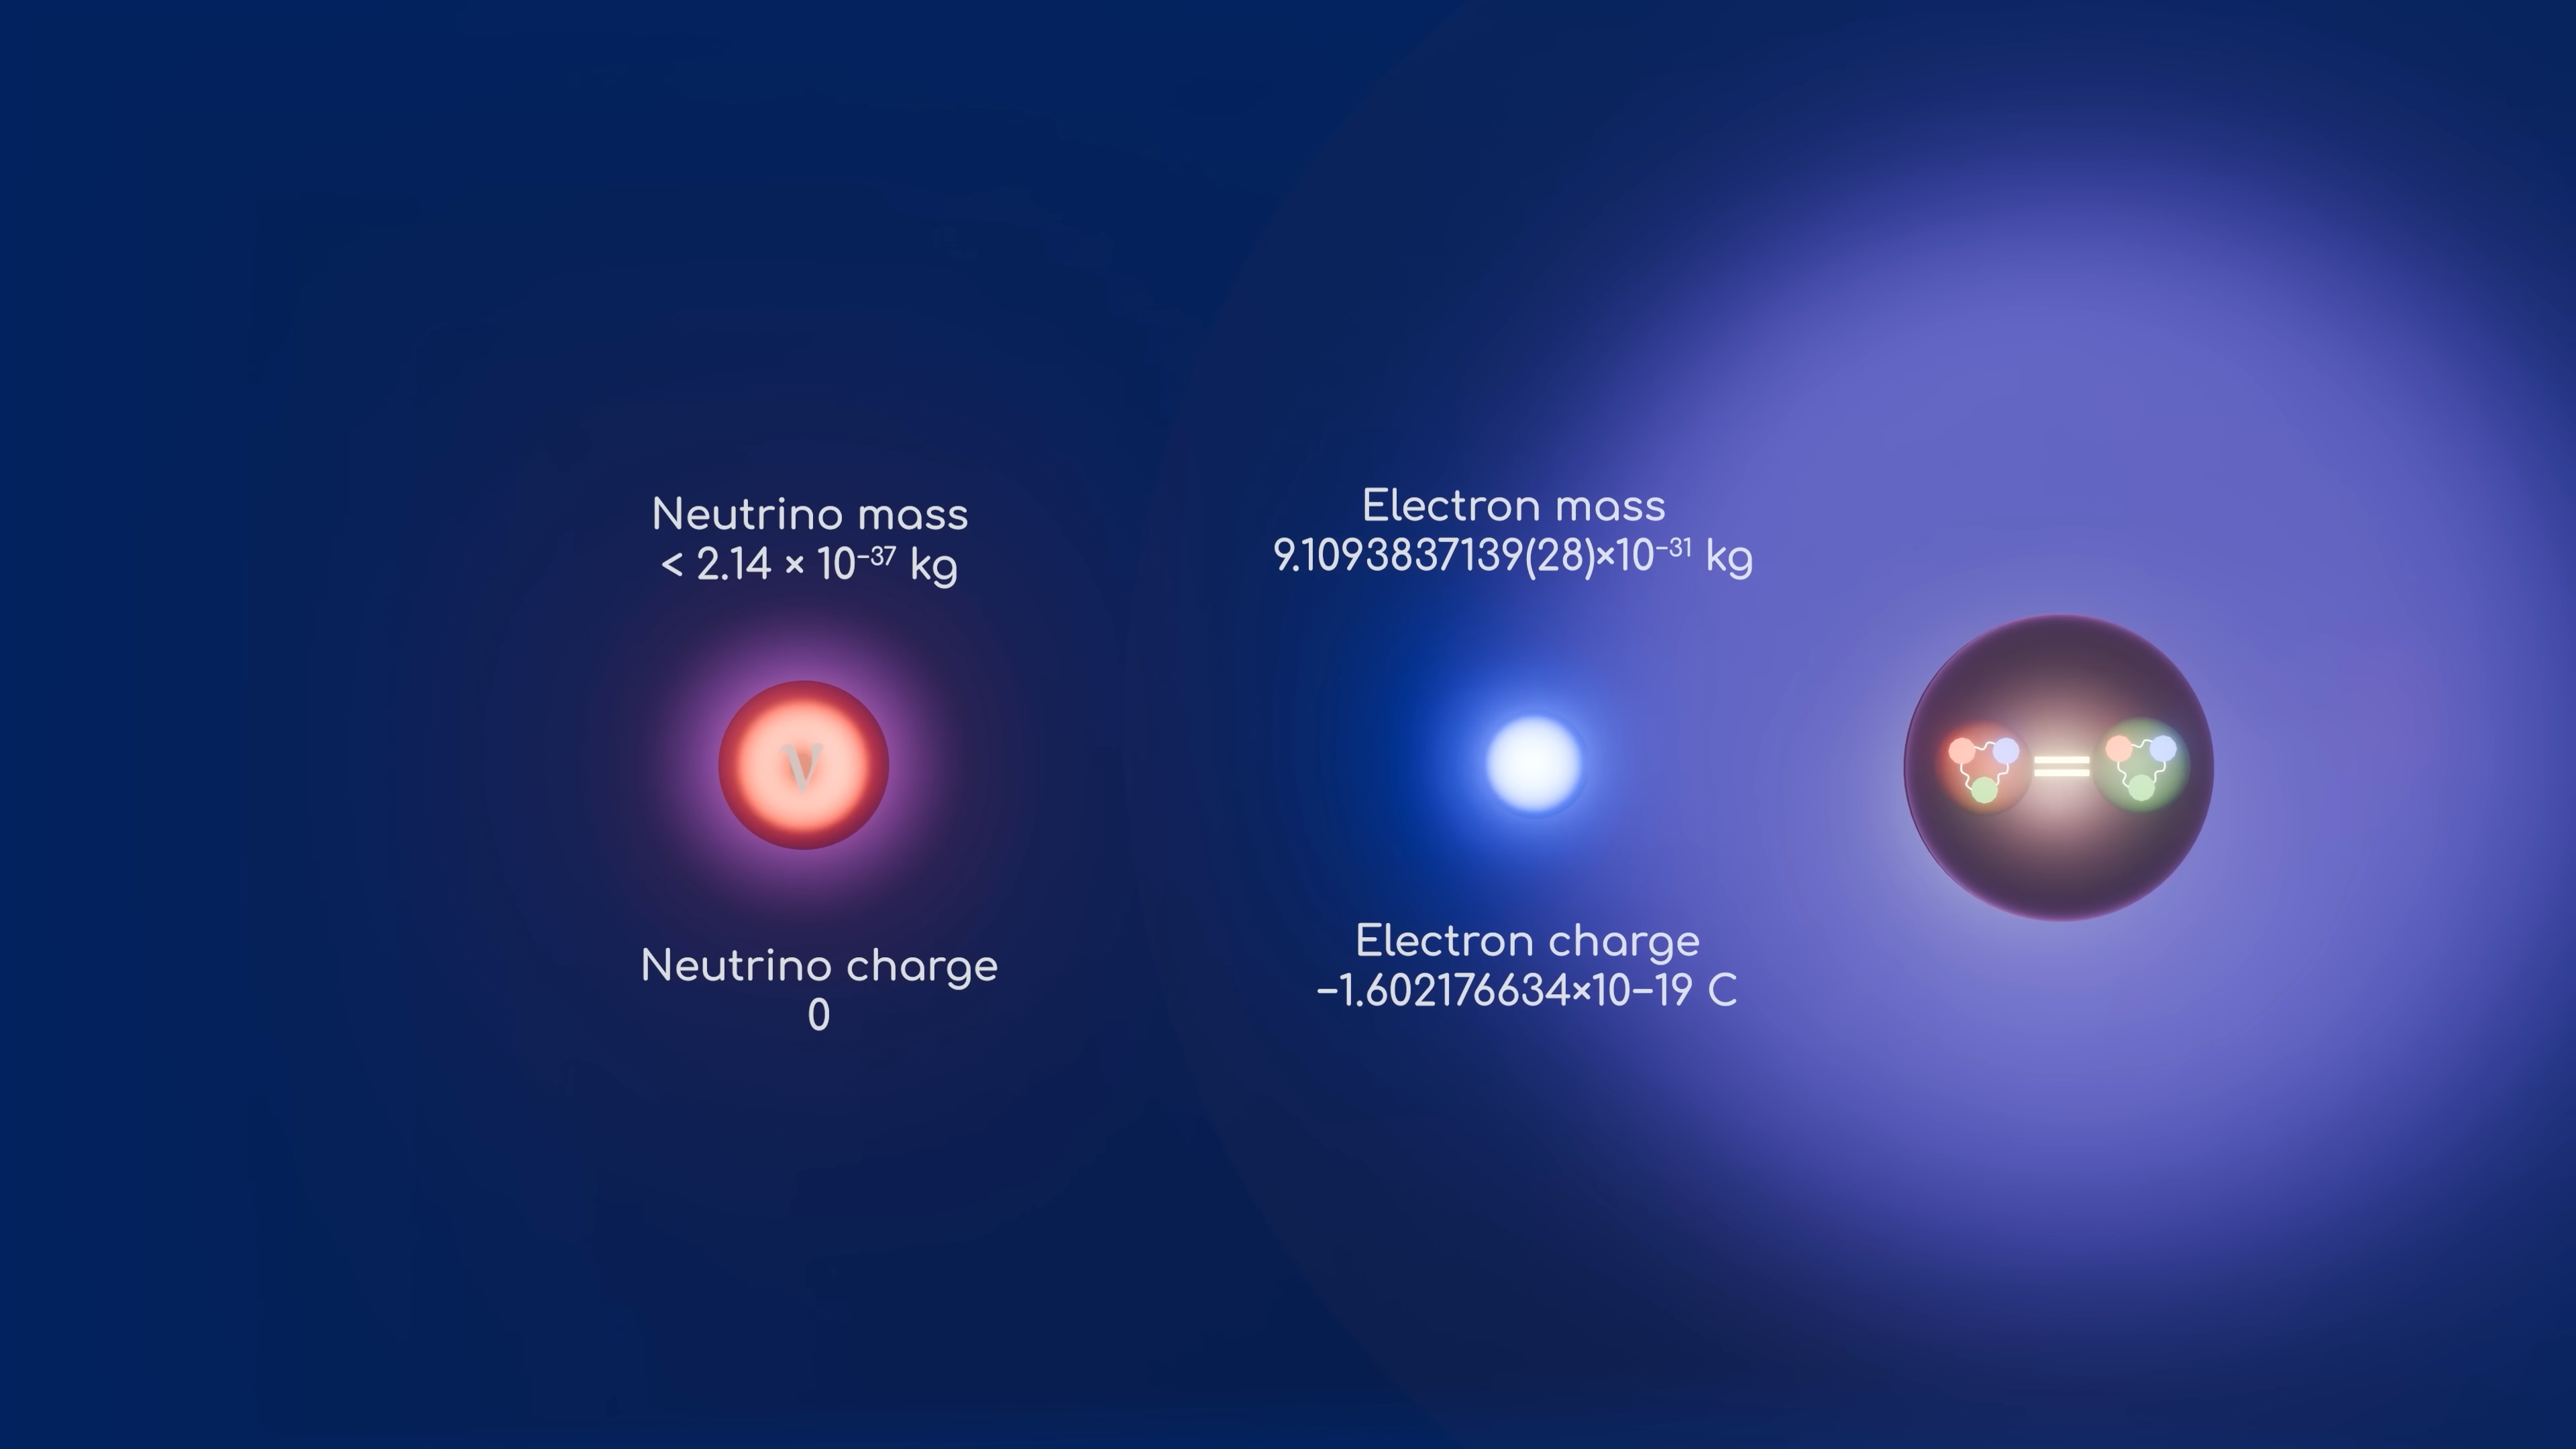 Neutrino mass
< 2.14 × 10⁻³⁷ kg
Electron mass
9.1093837139(28)×10⁻³¹ kg
ν
Neutrino charge
0
Electron charge
−1.602176634×10−19 C